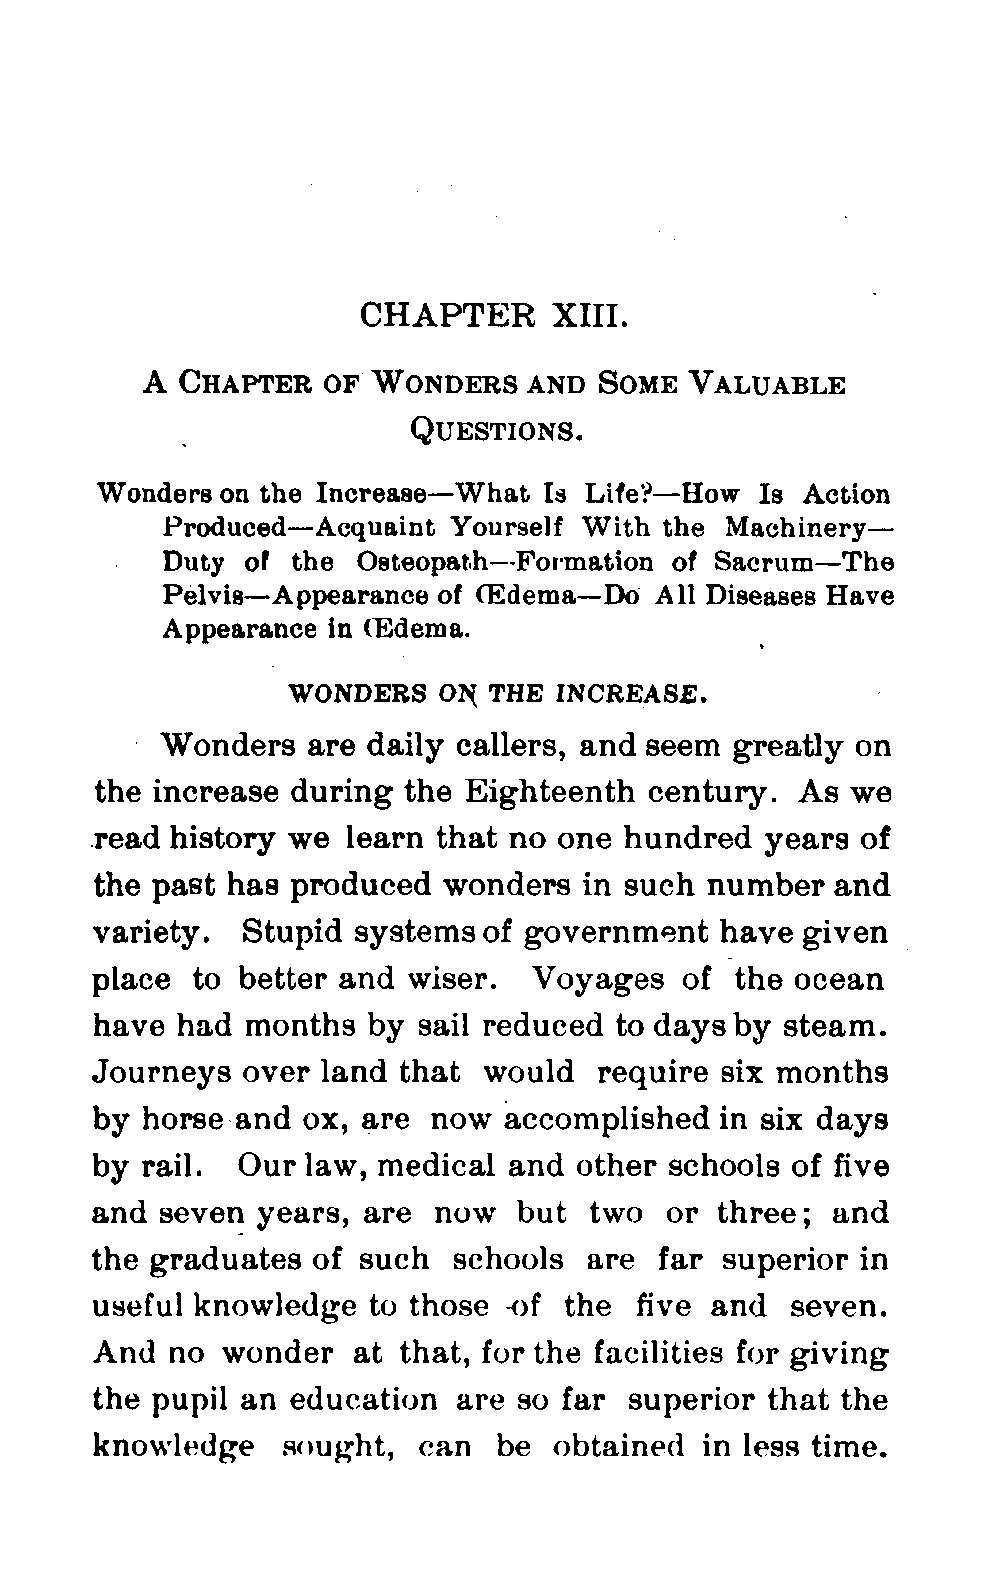 CHAPTER XIII.
A CHAPTER OF WONDERS AND SOME VALUABLE
QUESTIONS.
Wonders on the Increase—What Is Life?—How Is Action
Produced—Acquaint Yourself With the Machinery—
Duty of the Osteopath—Formation of Sacrum—The
Pelvis—Appearance of Œdema—Do All Diseases Have
Appearance in Œdema.
WONDERS ON THE INCREASE.
Wonders are daily callers, and seem greatly on
the increase during the Eighteenth century. As we
read history we learn that no one hundred years of
the past has produced wonders in such number and
variety. Stupid systems of government have given
place to better and wiser. Voyages of the ocean
have had months by sail reduced to days by steam.
Journeys over land that would require six months
by horse and ox, are now accomplished in six days
by rail. Our law, medical and other schools of five
and seven years, are now but two or three; and
the graduates of such schools are far superior in
useful knowledge to those of the five and seven.
And no wonder at that, for the facilities for giving
the pupil an education are so far superior that the
knowledge sought, can be obtained in less time.